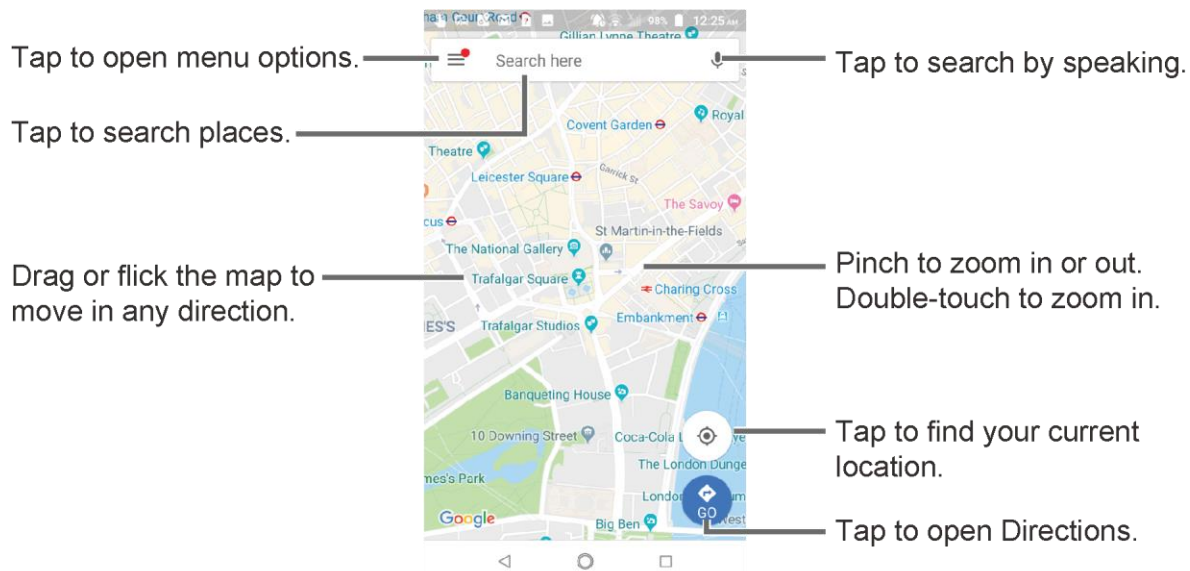 98% 12:25 AM
Gillian Lynne Theatre
Tap to open menu options.
Search here
Tap to search by speaking.
Tap to search places.
Covent Garden
Royal
Theatre
Leicester Square
Garrick St
The Savoy
cus
St Martin-in-the-Fields
The National Gallery
Drag or flick the map to
move in any direction.
Trafalgar Square
Charing Cross
Pinch to zoom in or out.
Double-touch to zoom in.
Embankment
ES'S
Trafalgar Studios
Banqueting House
10 Downing Street
Coca-Cola
Tap to find your current
location.
The London Dunge
mes's Park
London
GO
Google
Big Ben
West
Tap to open Directions.